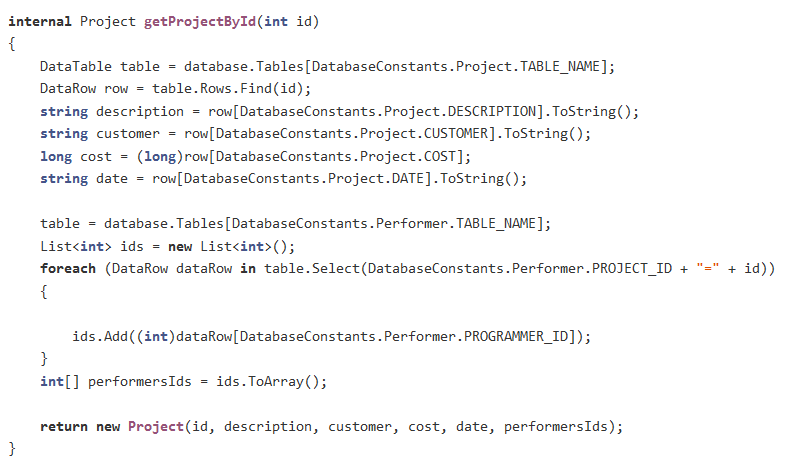 internal Project getProjectById(int id)
{
    DataTable table = database.Tables[DatabaseConstants.Project.TABLE_NAME];
    DataRow row = table.Rows.Find(id);
    string description = row[DatabaseConstants.Project.DESCRIPTION].ToString();
    string customer = row[DatabaseConstants.Project.CUSTOMER].ToString();
    long cost = (long)row[DatabaseConstants.Project.COST];
    string date = row[DatabaseConstants.Project.DATE].ToString();

    table = database.Tables[DatabaseConstants.Performer.TABLE_NAME];
    List<int> ids = new List<int>();
    foreach (DataRow dataRow in table.Select(DatabaseConstants.Performer.PROJECT_ID + "=" + id))
    {

        ids.Add((int)dataRow[DatabaseConstants.Performer.PROGRAMMER_ID]);
    }
    int[] performersIds = ids.ToArray();

    return new Project(id, description, customer, cost, date, performersIds);
}